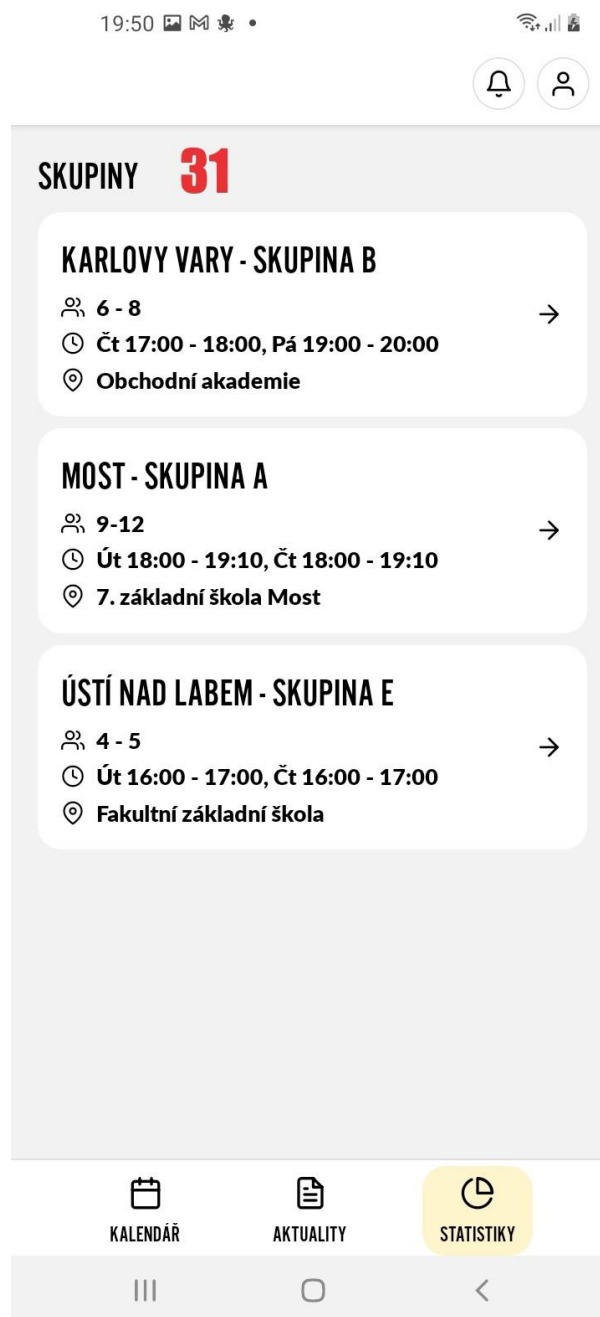 19:50
SKUPINY 31
KARLOVY VARY - SKUPINA B
6 - 8
Čt 17:00 - 18:00, Pá 19:00 - 20:00
Obchodní akademie
MOST - SKUPINA A
9-12
Út 18:00 - 19:10, Čt 18:00 - 19:10
7. základní škola Most
ÚSTÍ NAD LABEM - SKUPINA E
4 - 5
Út 16:00 - 17:00, Čt 16:00 - 17:00
Fakultní základní škola
KALENDÁŘ AKTUALITY STATISTIKY